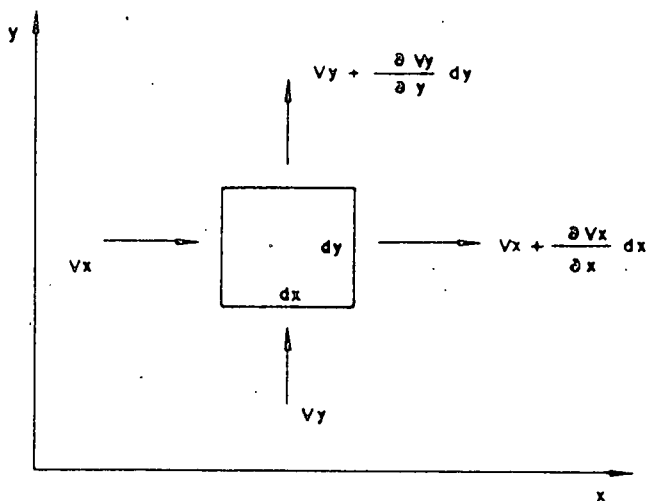 y
Vy + ∂ Vy / ∂ y dy
Vx
dy
Vx + ∂ Vx / ∂ x dx
dx
Vy
x